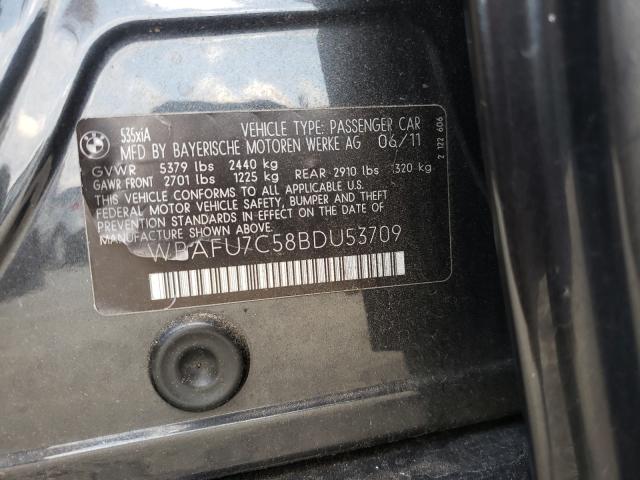 BMW
535xiA
VEHICLE TYPE: PASSENGER CAR
MFD BY BAYERISCHE MOTOREN WERKE AG 06/11
GVWR 5379 lbs 2440 kg
GAWR FRONT 2701 lbs 1225 kg REAR 2910 lbs 1320 kg
THIS VEHICLE CONFORMS TO ALL APPLICABLE U.S.
FEDERAL MOTOR VEHICLE SAFETY, BUMPER, AND THEFT
PREVENTION STANDARDS IN EFFECT ON THE DATE OF
MANUFACTURE SHOWN ABOVE.
WBAFU7C58BDU53709
2 122 606